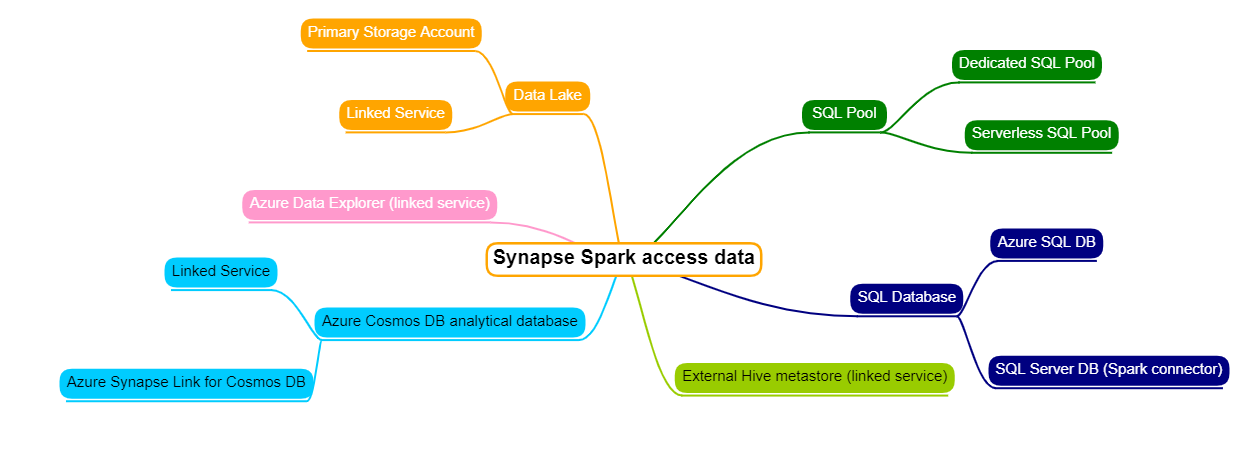 Primary Storage Account
Data Lake
Linked Service
Dedicated SQL Pool
SQL Pool
Serverless SQL Pool
Azure Data Explorer (linked service)
Synapse Spark access data
Linked Service
Azure Cosmos DB analytical database
Azure Synapse Link for Cosmos DB
Azure SQL DB
SQL Database
SQL Server DB (Spark connector)
External Hive metastore (linked service)